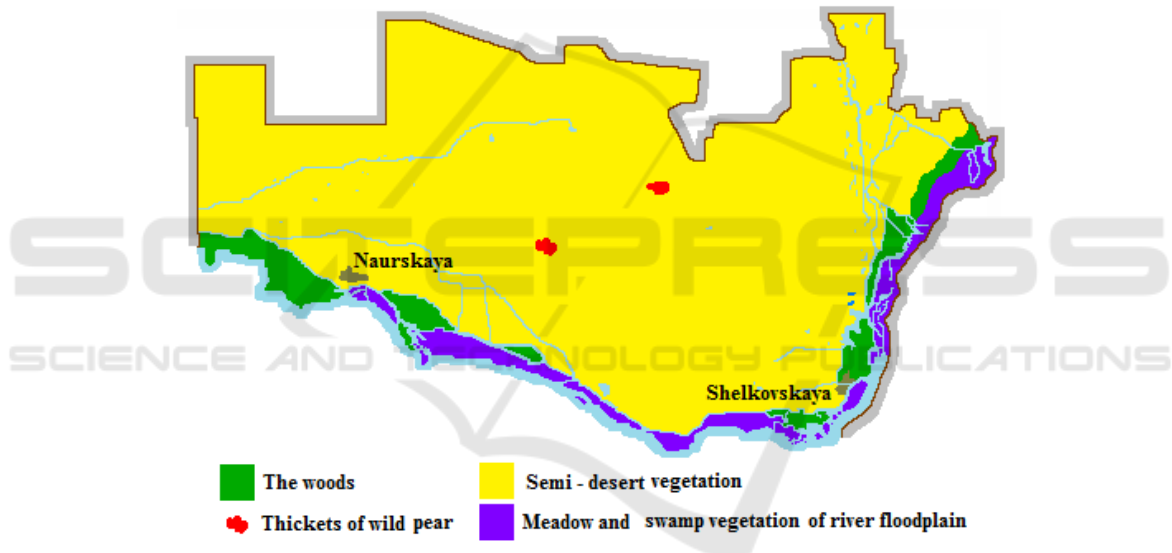 Naurskaya
SCITEPRESS
SCIENCE AND TECHNOLOGY PUBLICATIONS
Shelkovskaya
The woods
Semi - desert vegetation
Thickets of wild pear
Meadow and swamp vegetation of river floodplain